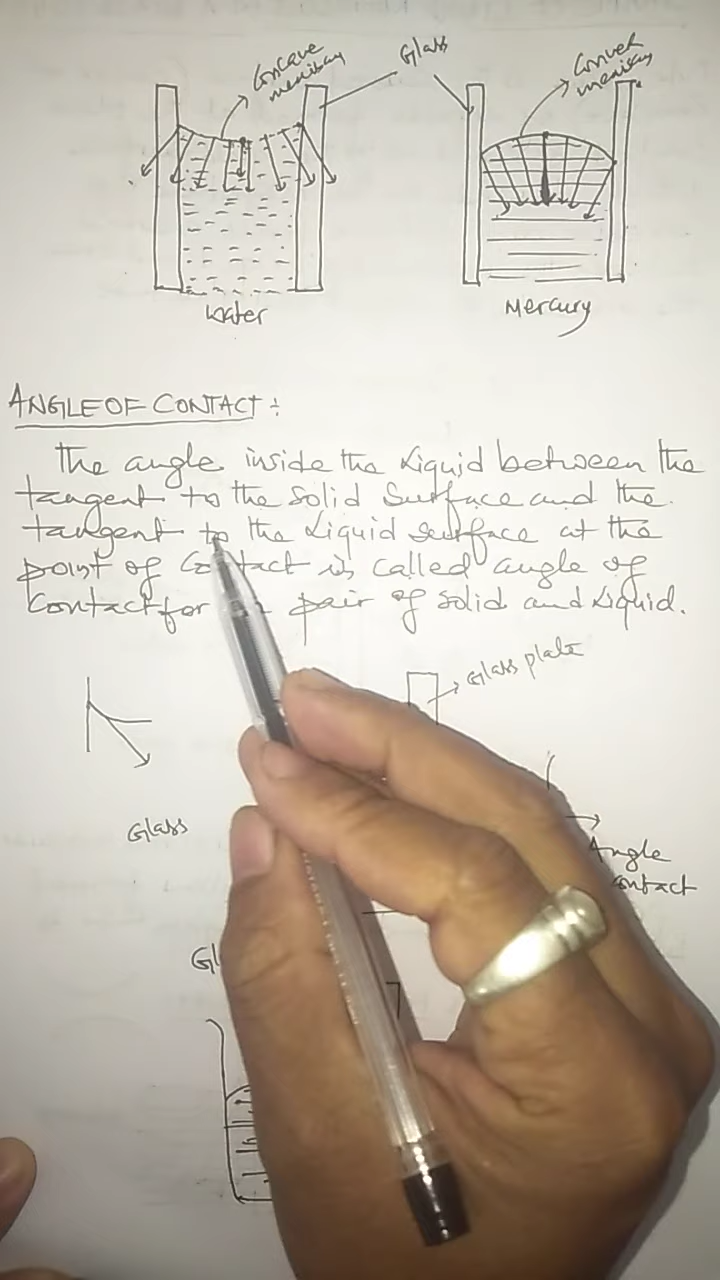 Concave meniscus
Glass
Convex meniscus
Water
Mercury
ANGLE OF CONTACT :
The angle inside the Liquid between the
tangent to the solid surface and the
tangent to the Liquid surface at the
point of contact is called angle of
contact for pair of solid and Liquid.
Glass plate
Glass
Angle
contact